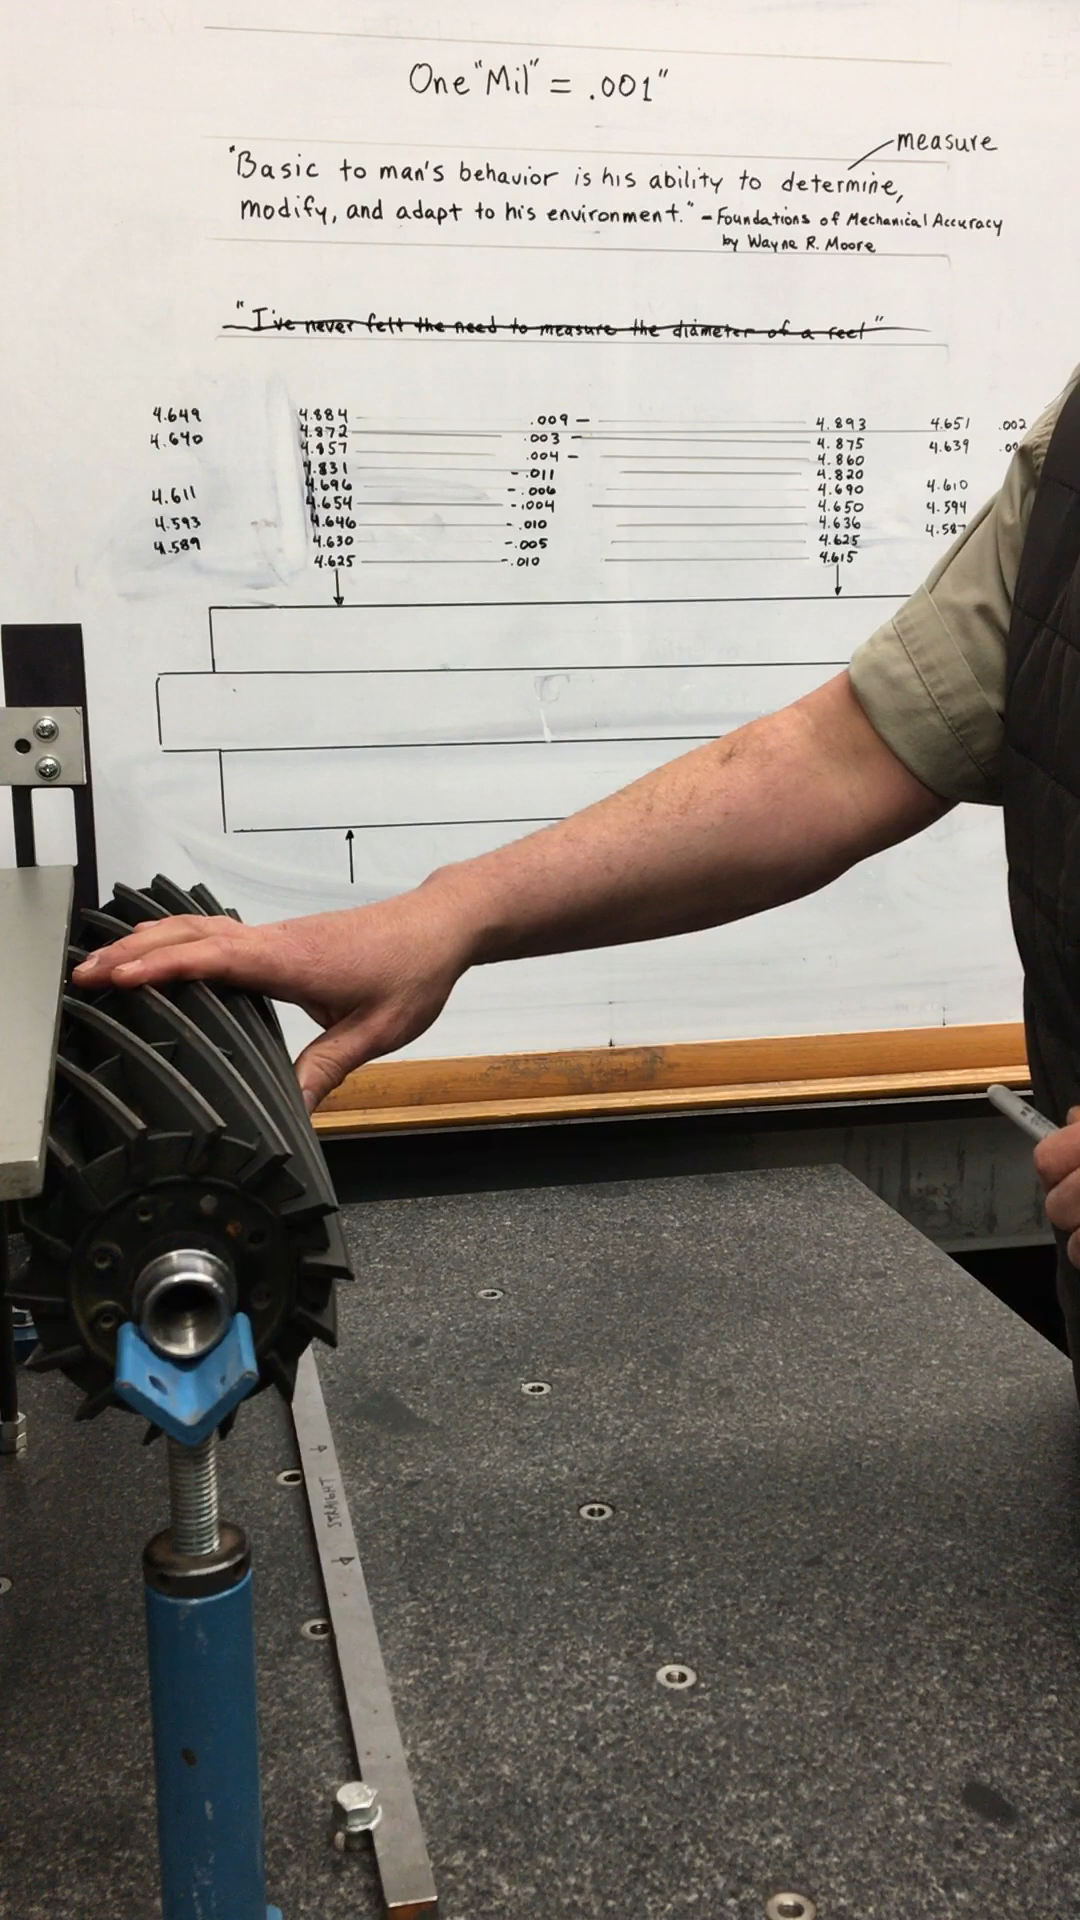 One "Mil" = .001"
measure
"Basic to man's behavior is his ability to determine,
modify, and adapt to his environment." - Foundations of Mechanical Accuracy
by Wayne R. Moore
"I've never felt the need to measure the diameter of a reel"
4.649 4.884 .009 - 4.893 4.651 .002
4.640 4.872 .003 - 4.875 4.639
4.857 .004 - 4.860
4.831 -.011 4.820
4.611 4.696 -.006 4.690 4.610
4.654 -.004 4.650 4.594
4.593 4.646 -.010 4.636
4.589 4.630 -.005 4.625
4.625 -.010 4.615
STRAIGHT